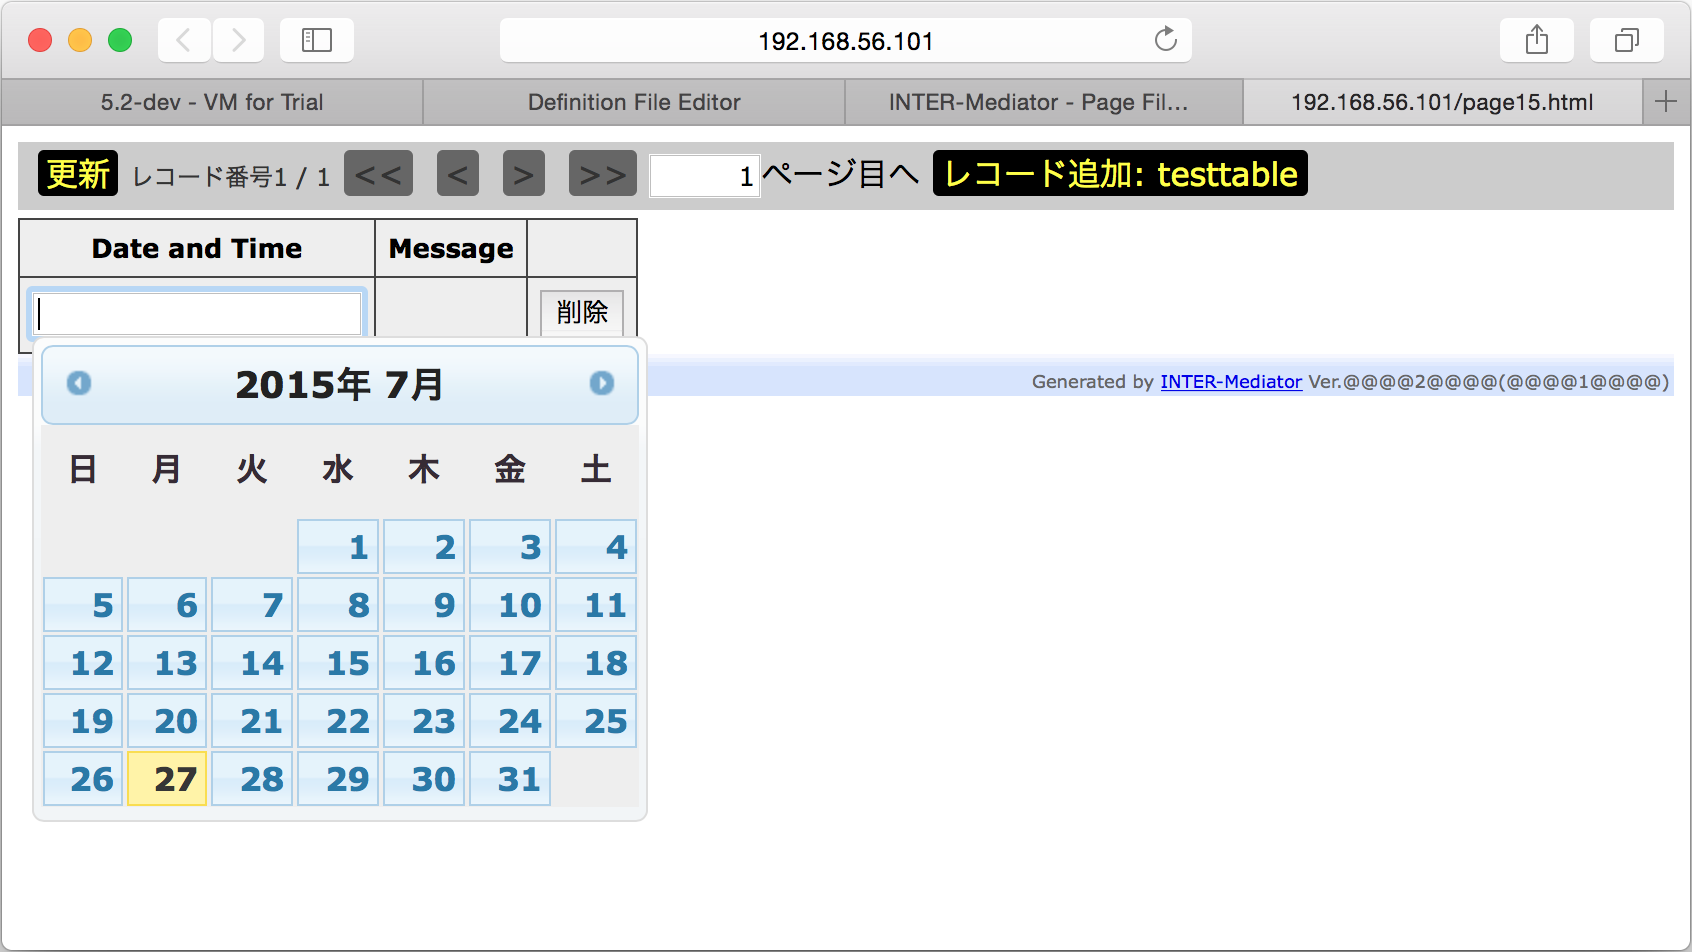 192.168.56.101
5.2-dev - VM for Trial
Definition File Editor
INTER-Mediator - Page Fil...
192.168.56.101/page15.html
更新 レコード番号1 / 1 << < > >> 1 ページ目へ レコード追加: testtable
Date and Time Message
削除
Generated by INTER-Mediator Ver.@@@@2@@@@(@@@@1@@@@)
2015年 7月
日 月 火 水 木 金 土
1 2 3 4
5 6 7 8 9 10 11
12 13 14 15 16 17 18
19 20 21 22 23 24 25
26 27 28 29 30 31